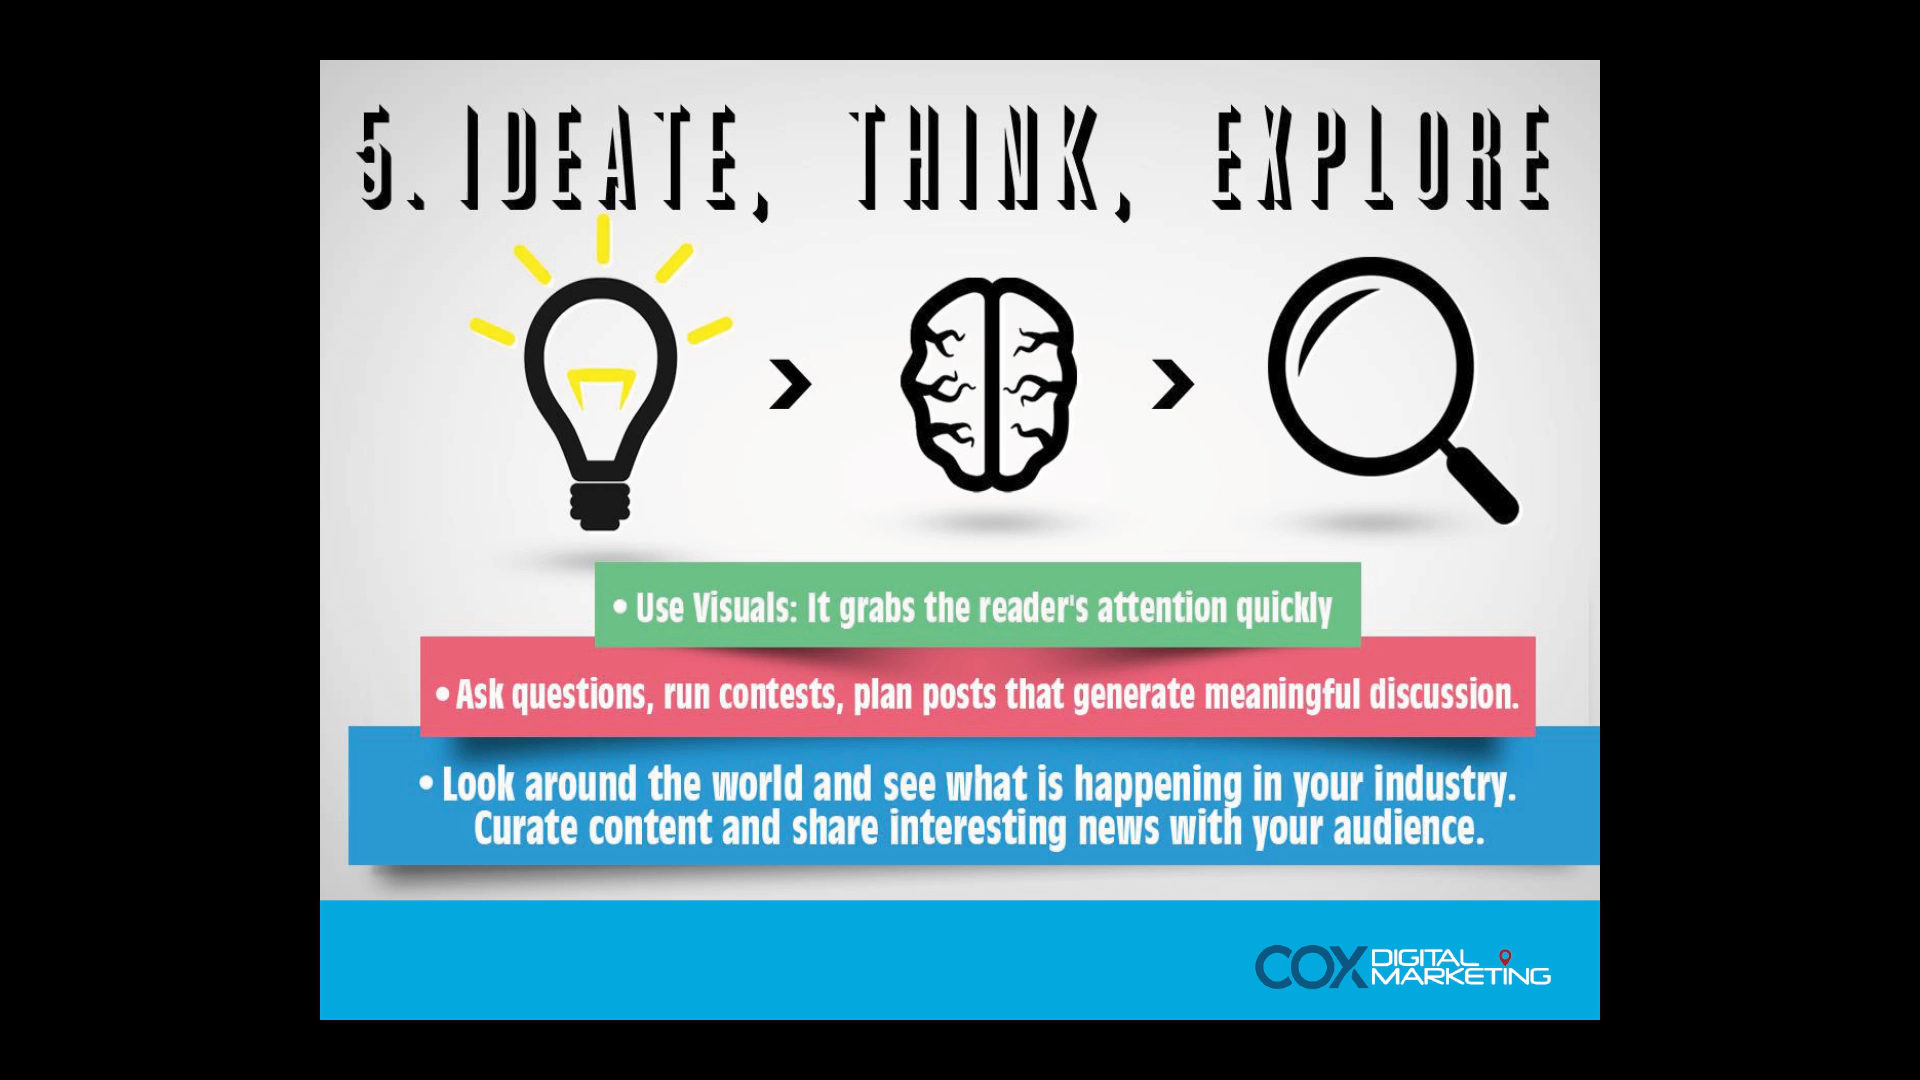 5. IDEATE, THINK, EXPLORE
• Use Visuals: It grabs the reader's attention quickly
• Ask questions, run contests, plan posts that generate meaningful discussion.
• Look around the world and see what is happening in your industry.
Curate content and share interesting news with your audience.
COX DIGITAL
MARKETING